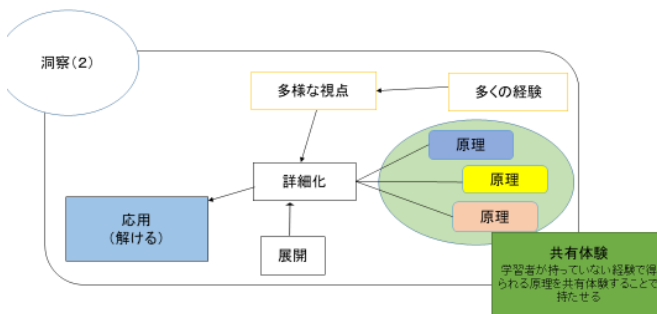 洞察(2)
多様な視点
多くの経験
原理
原理
原理
詳細化
応用
(解ける)
展開
共有体験
学習者が持っていない経験で得
られる原理を共有体験することで
持たせる